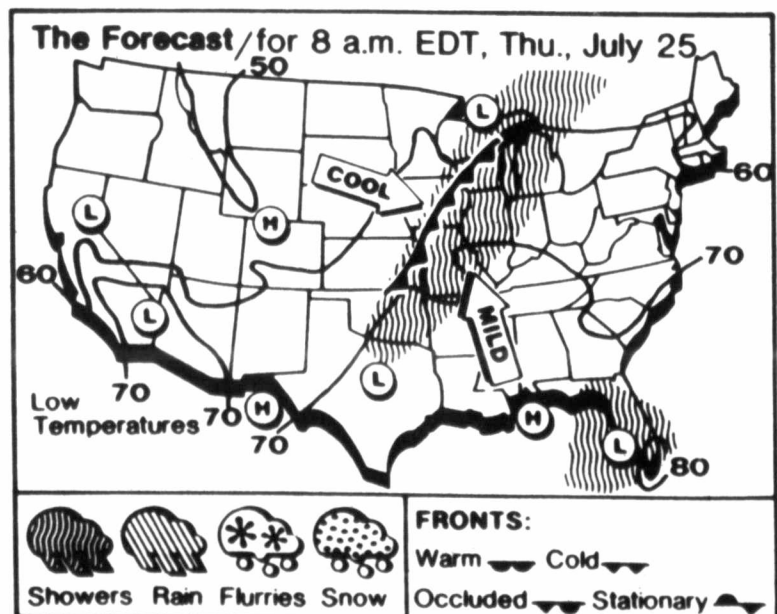 The Forecast/for 8 a.m. EDT, Thu., July 25
50
L
COOL
60
L
H
70
60
L
MILD
L
70
Low
Temperatures
70
H
70
H
L
80
Showers Rain Flurries Snow
FRONTS:
Warm Cold
Occluded Stationary